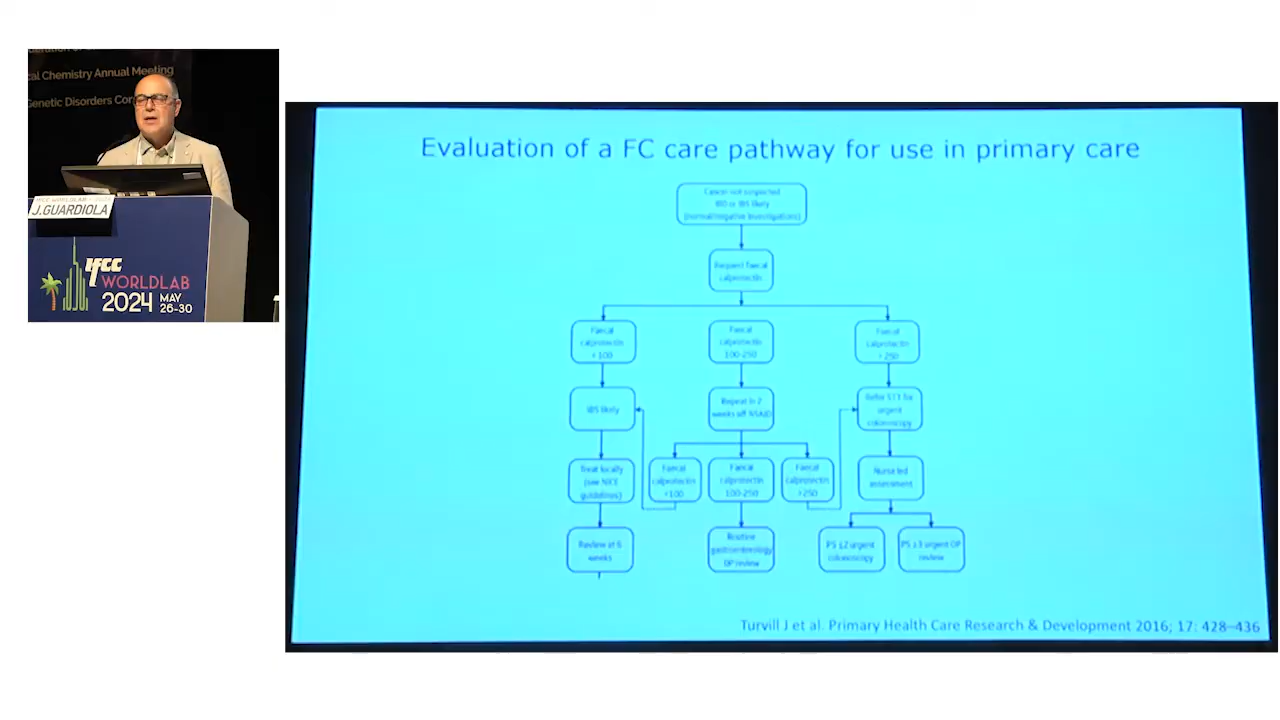 cal Chemistry Annual Meeting
Genetic Disorders Con
IFCC WORLDLAB
J.GUARDIOLA
IFCC
WORLDLAB
2024 MAY
26-30
Evaluation of a FC care pathway for use in primary care
Cancer not suspected
IBD or IBS likely
(normal/negative investigations)
Request faecal
calprotectin
Faecal
calprotectin
<100
Faecal
calprotectin
100-250
Faecal
calprotectin
>250
IBS likely
Repeat in 2
weeks off NSAID
Refer STT for
urgent
colonoscopy
Treat locally
(see NICE
guidelines)
Faecal
calprotectin
<100
Faecal
calprotectin
100-250
Faecal
calprotectin
>250
Nurse led
assessment
Review at 6
weeks
Routine
gastroenterology
OP review
urgent
colonoscopy
urgent OP
review
Turvill J et al. Primary Health Care Research & Development 2016; 17: 428–436